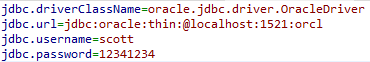 jdbc.driverClassName=oracle.jdbc.driver.OracleDriver
jdbc.url=jdbc:oracle:thin:@localhost:1521:orcl
jdbc.username=scott
jdbc.password=12341234